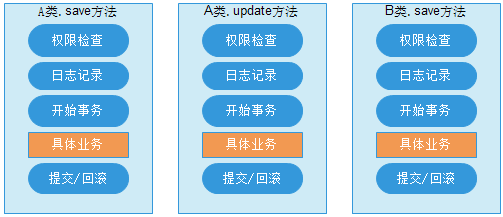 A类, save方法
权限检查
日志记录
开始事务
具体业务
提交/回滚
A类, update方法
权限检查
日志记录
开始事务
具体业务
提交/回滚
B类, save方法
权限检查
日志记录
开始事务
具体业务
提交/回滚